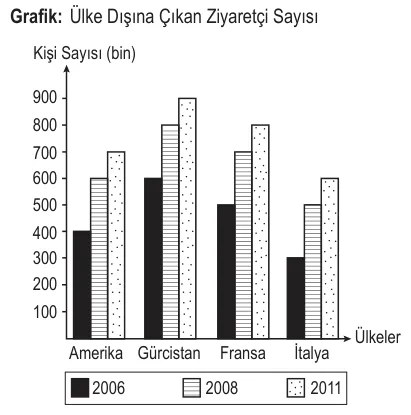 Grafik: Ülke Dışına Çıkan Ziyaretçi Sayısı
Kişi Sayısı (bin)
900
800
700
600
500
400
300
200
100
Ülkeler
Amerika Gürcistan Fransa İtalya
2006 2008 2011